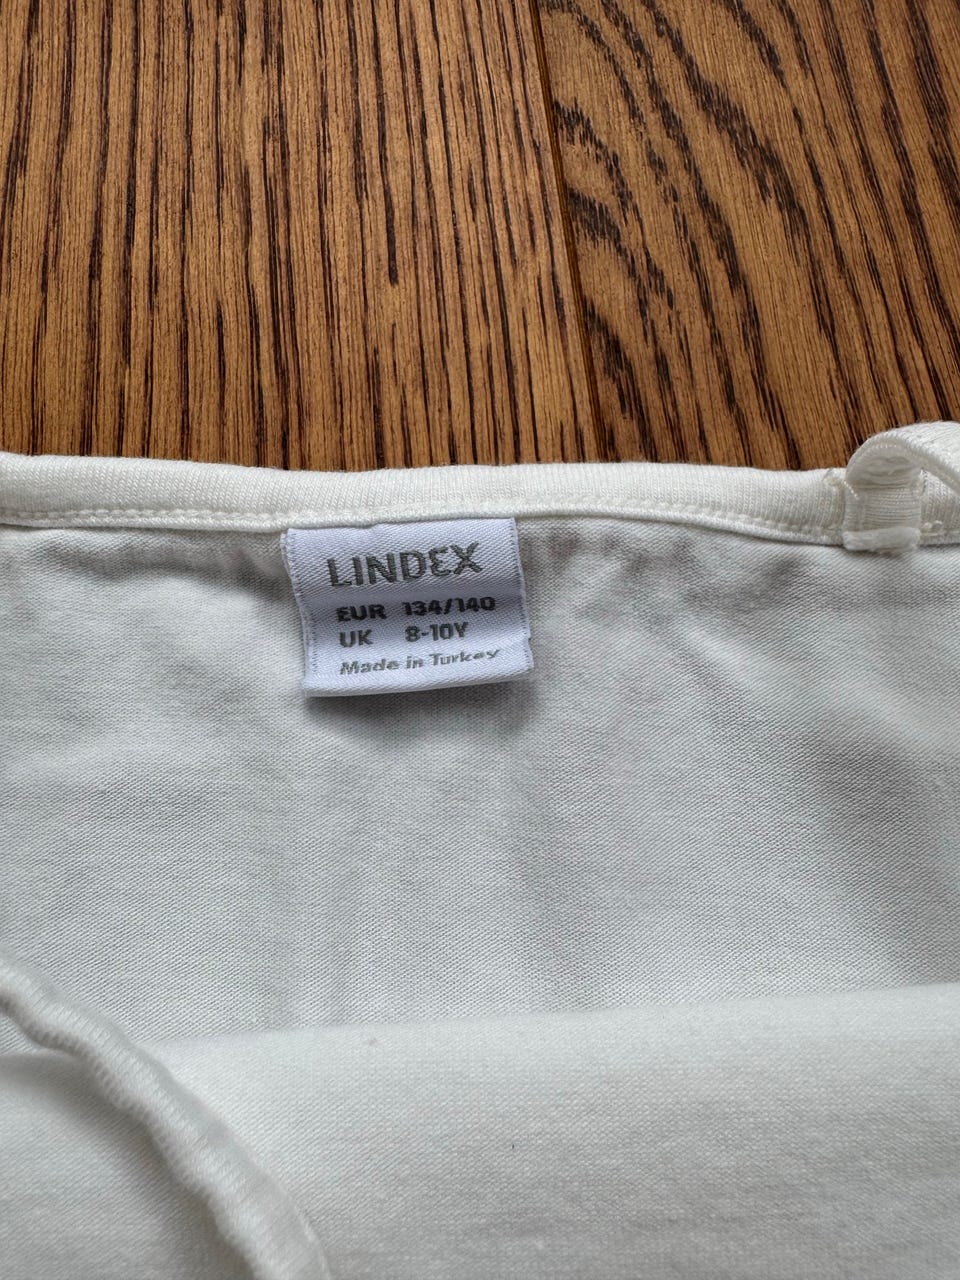 LINDEX
EUR 134/140
UK 8-10Y
Made in Turkey